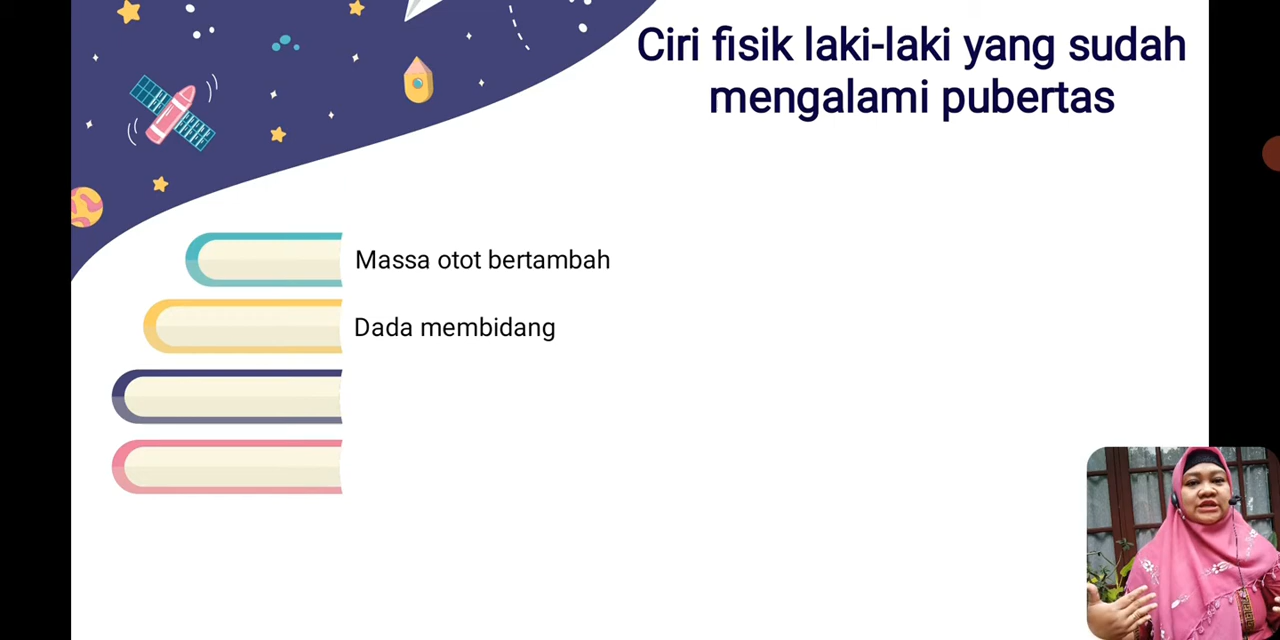 Ciri fisik laki-laki yang sudah
mengalami pubertas
Massa otot bertambah
Dada membidang